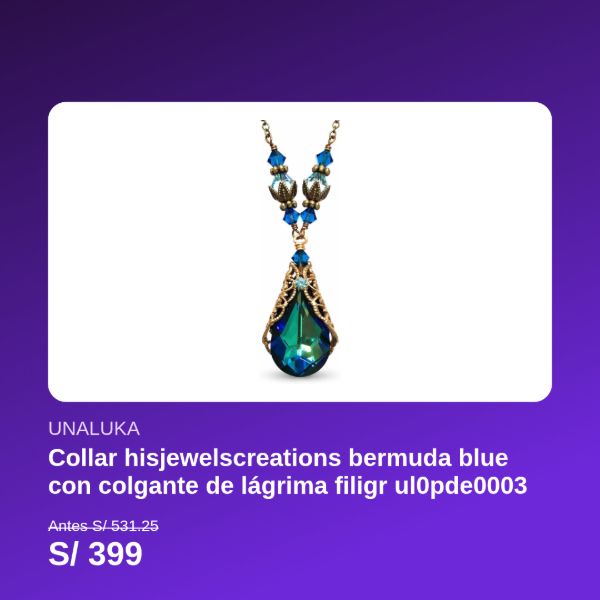 UNALUKA
Collar hisjewelscreations bermuda blue
con colgante de lágrima filigr ul0pde0003
Antes S/ 531.25
S/ 399